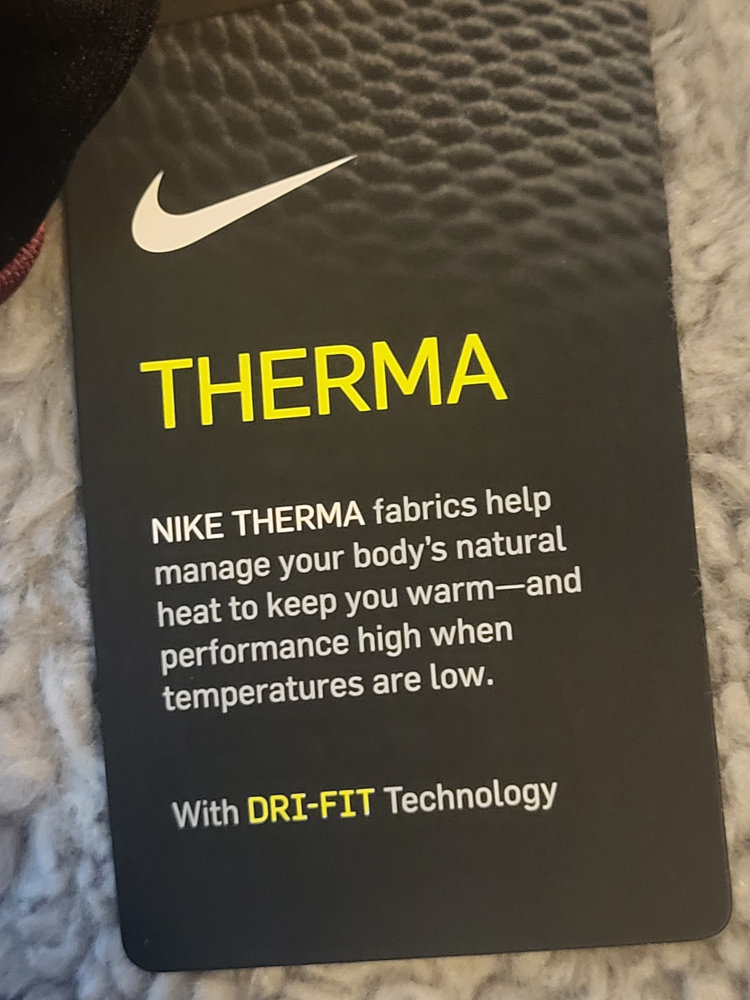 THERMA
NIKE THERMA fabrics help
manage your body's natural
heat to keep you warm—and
performance high when
temperatures are low.
With DRI-FIT Technology